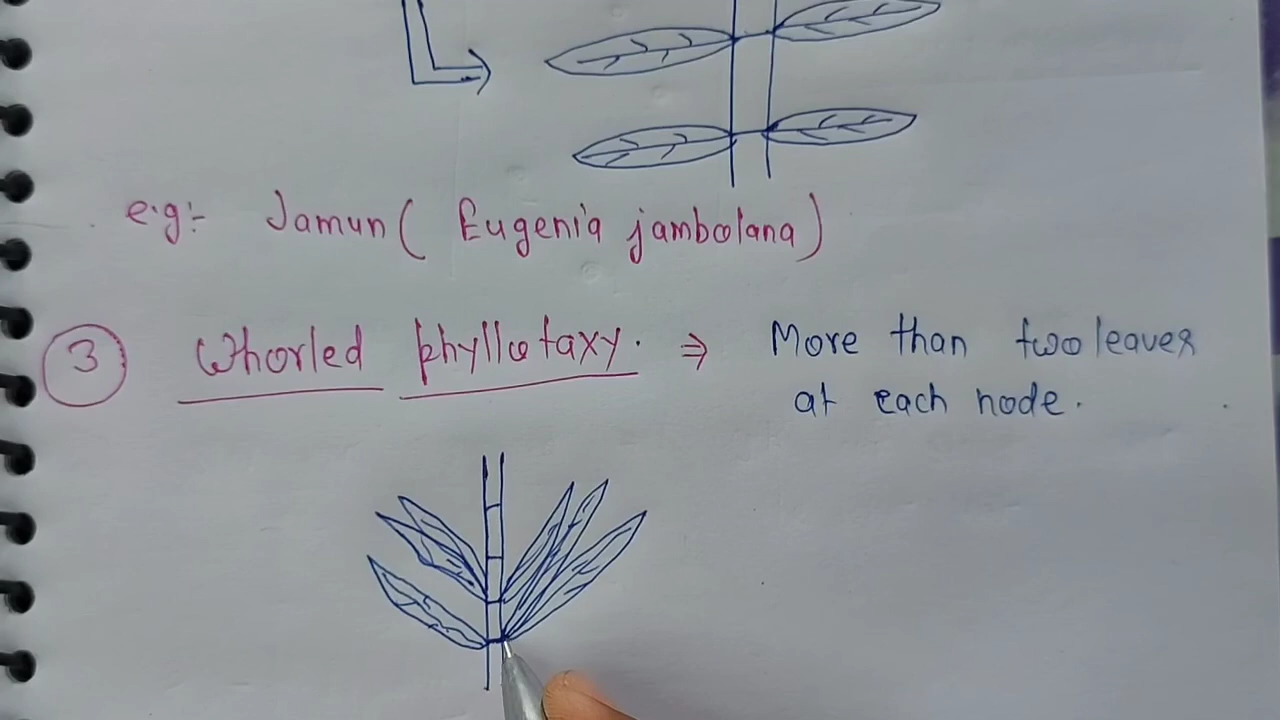 e.g:- Jamun ( Eugenia jambolana )
3 Whorled phyllotaxy. ⇒ More than two leaves
at each node.